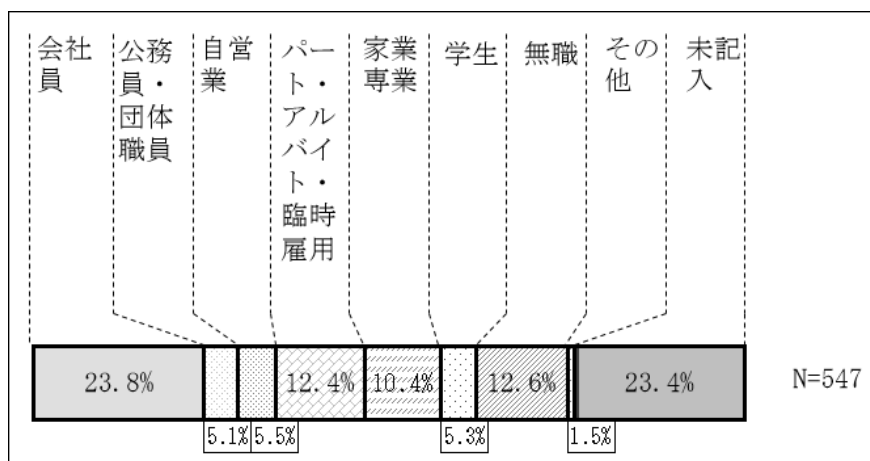 会社
員
公務
員・
団体
職員
自営
業
パー
ト・
アル
バイ
ト・
臨時
雇用
家業
専業
学生
無職
その
他
未記
入
23.8%
12.4%
10.4%
12.6%
23.4%
N=547
5.1%
5.5%
5.3%
1.5%